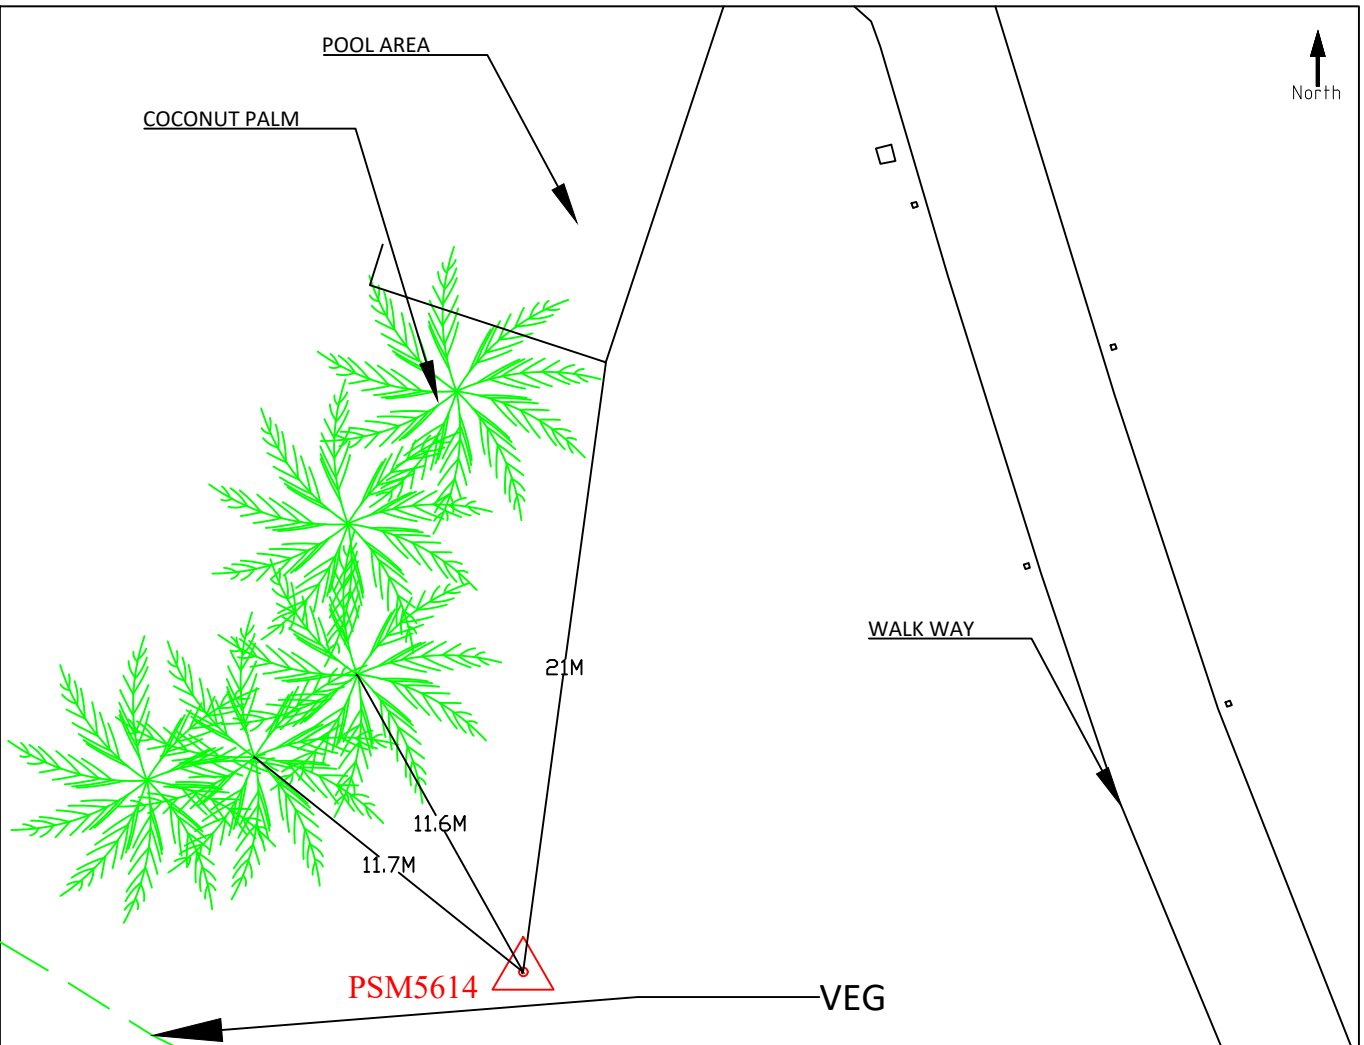 POOL AREA
North
COCONUT PALM
WALK WAY
21M
11.6M
11.7M
PSM5614
VEG